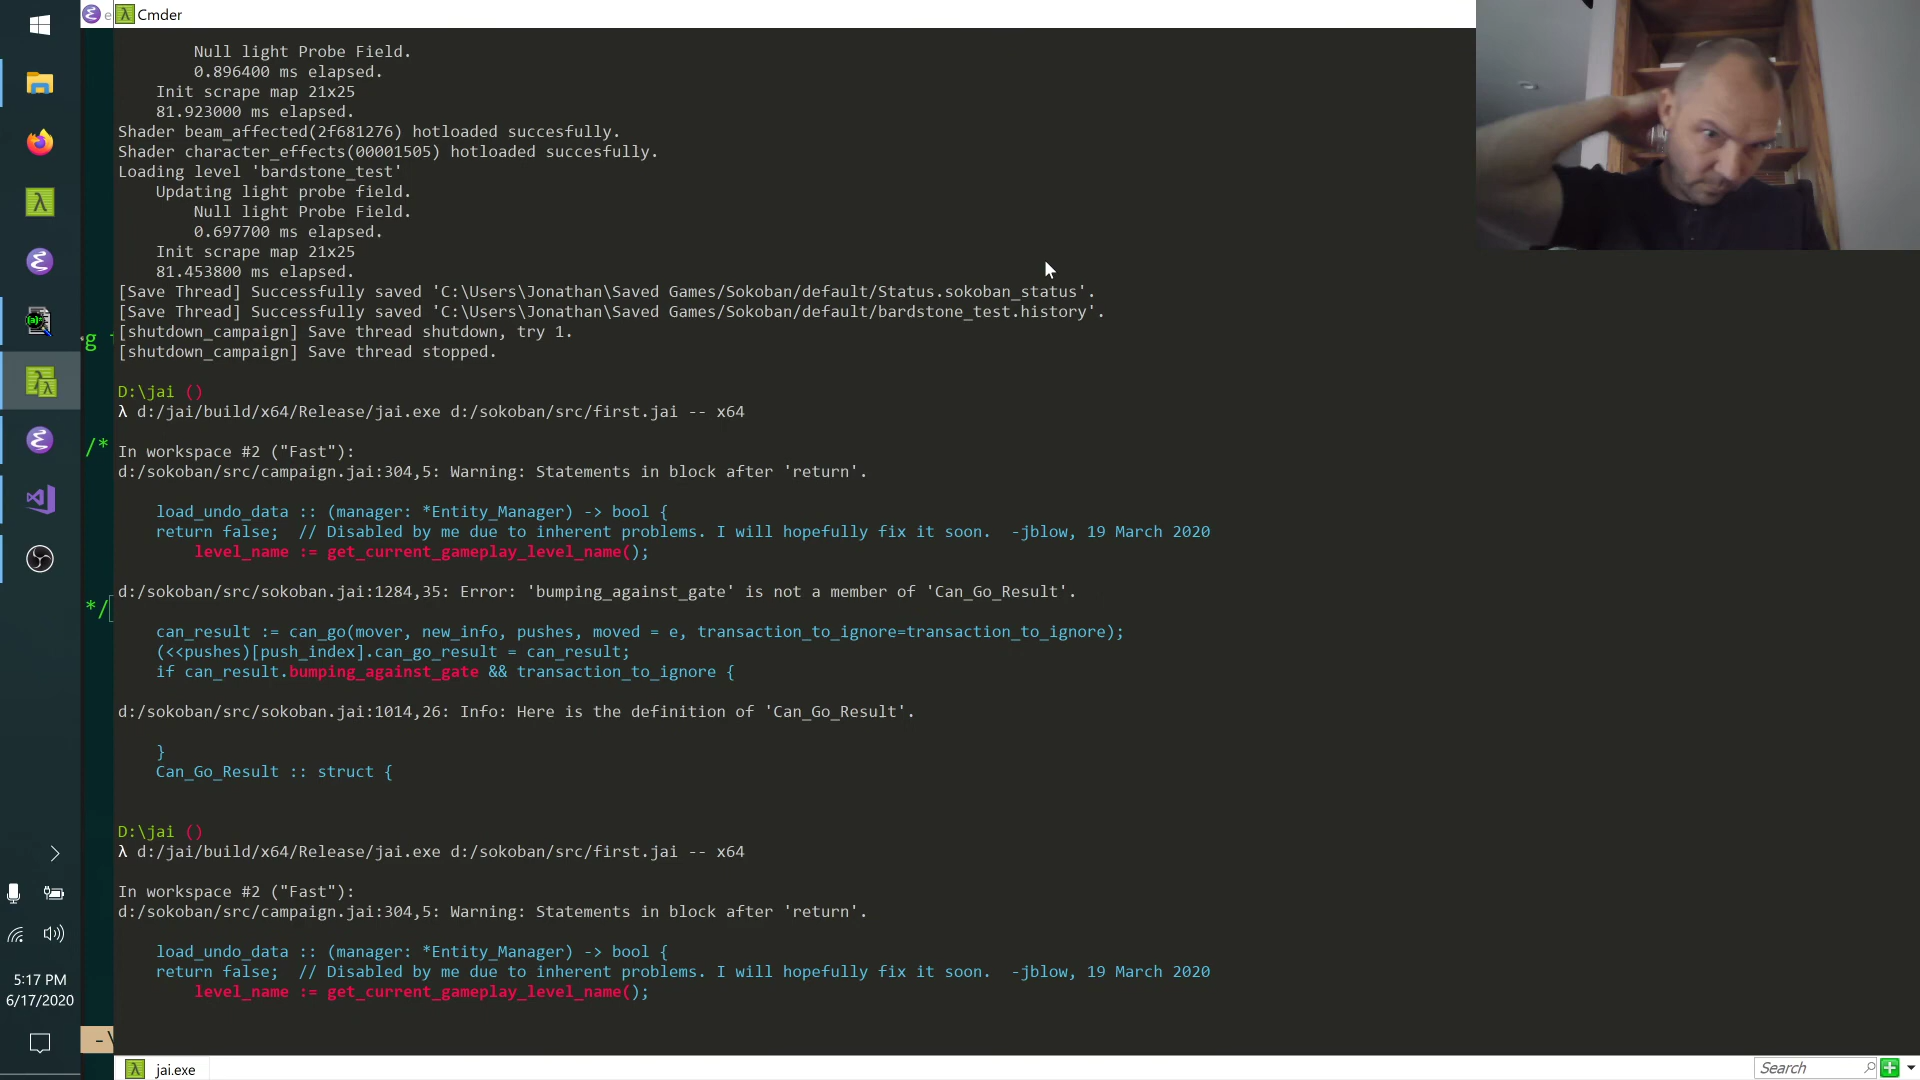 Cmder
Null light Probe Field.
0.896400 ms elapsed.
Init scrape map 21x25
81.923000 ms elapsed.
Shader beam_affected(2f681276) hotloaded succesfully.
Shader character_effects(00001505) hotloaded succesfully.
Loading level 'bardstone_test'
Updating light probe field.
Null light Probe Field.
0.697700 ms elapsed.
Init scrape map 21x25
81.453800 ms elapsed.
[Save Thread] Successfully saved 'C:\Users\Jonathan\Saved Games/Sokoban/default/Status.sokoban_status'.
[Save Thread] Successfully saved 'C:\Users\Jonathan\Saved Games/Sokoban/default/bardstone_test.history'.
[shutdown_campaign] Save thread shutdown, try 1.
[shutdown_campaign] Save thread stopped.
D:\jai ()
λ d:/jai/build/x64/Release/jai.exe d:/sokoban/src/first.jai -- x64
/*
In workspace #2 ("Fast"):
d:/sokoban/src/campaign.jai:304,5: Warning: Statements in block after 'return'.
load_undo_data :: (manager: *Entity_Manager) -> bool {
return false;  // Disabled by me due to inherent problems. I will hopefully fix it soon.  -jblow, 19 March 2020
level_name := get_current_gameplay_level_name();
d:/sokoban/src/sokoban.jai:1284,35: Error: 'bumping_against_gate' is not a member of 'Can_Go_Result'.
*/
can_result := can_go(mover, new_info, pushes, moved = e, transaction_to_ignore=transaction_to_ignore);
(<<pushes)[push_index].can_go_result = can_result;
if can_result.bumping_against_gate && transaction_to_ignore {
d:/sokoban/src/sokoban.jai:1014,26: Info: Here is the definition of 'Can_Go_Result'.
}
Can_Go_Result :: struct {
D:\jai ()
λ d:/jai/build/x64/Release/jai.exe d:/sokoban/src/first.jai -- x64
In workspace #2 ("Fast"):
d:/sokoban/src/campaign.jai:304,5: Warning: Statements in block after 'return'.
load_undo_data :: (manager: *Entity_Manager) -> bool {
return false;  // Disabled by me due to inherent problems. I will hopefully fix it soon.  -jblow, 19 March 2020
level_name := get_current_gameplay_level_name();
5:17 PM
6/17/2020
jai.exe
Search